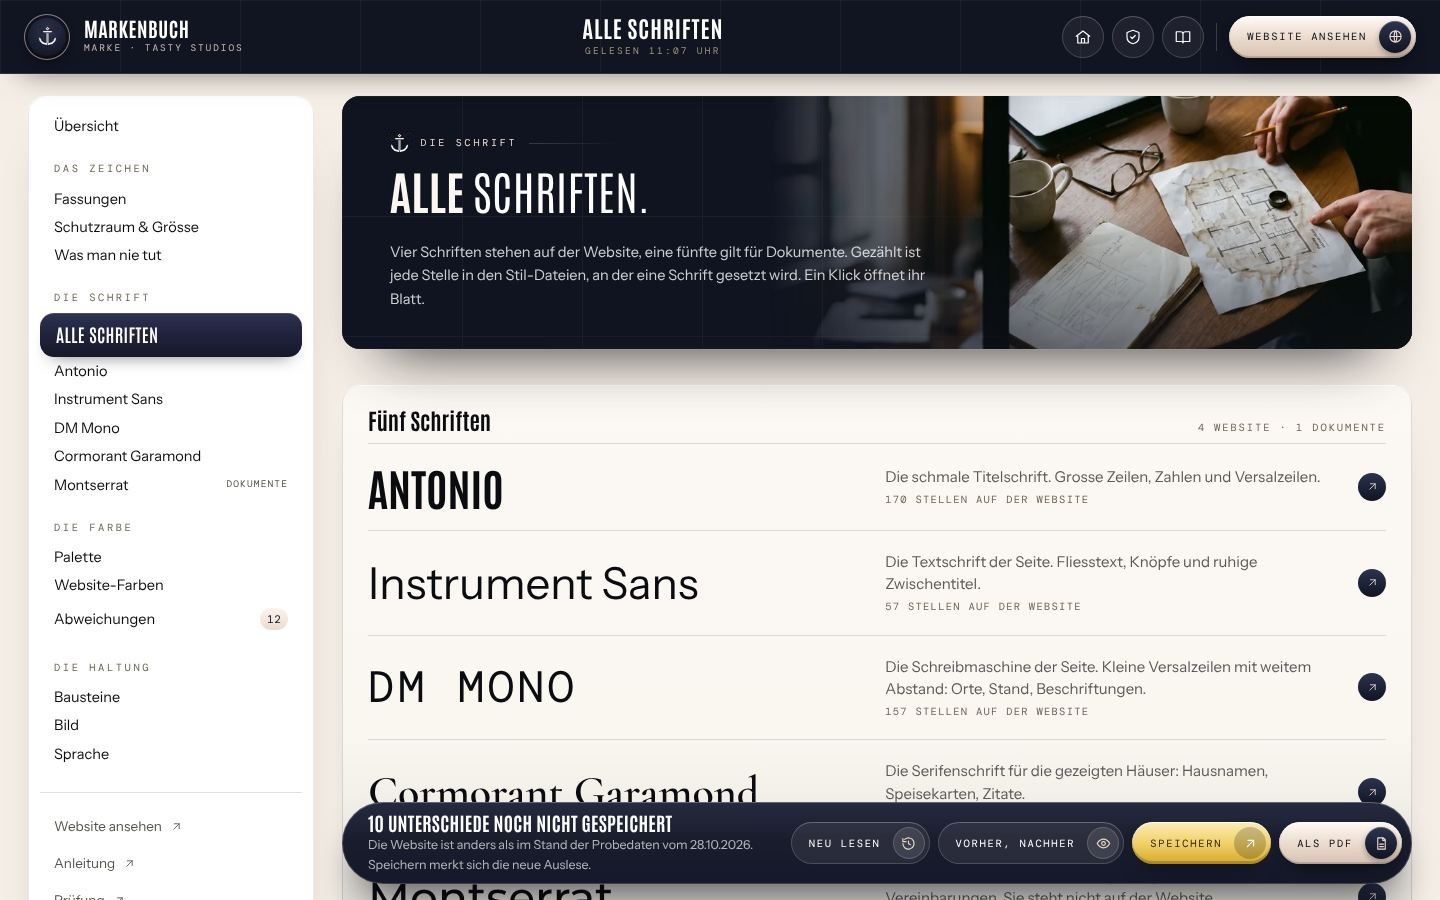 MARKENBUCH
MARKE · TASTY STUDIOS
ALLE SCHRIFTEN
GELESEN 11:07 UHR
WEBSITE ANSEHEN
Übersicht
DAS ZEICHEN
Fassungen
Schutzraum & Grösse
Was man nie tut
DIE SCHRIFT
ALLE SCHRIFTEN
Antonio
Instrument Sans
DM Mono
Cormorant Garamond
Montserrat DOKUMENTE
DIE FARBE
Palette
Website-Farben
Abweichungen 12
DIE HALTUNG
Bausteine
Bild
Sprache
Website ansehen
Anleitung
Prüfung
DIE SCHRIFT
ALLE SCHRIFTEN.
Vier Schriften stehen auf der Website, eine fünfte gilt für Dokumente. Gezählt ist
jede Stelle in den Stil-Dateien, an der eine Schrift gesetzt wird. Ein Klick öffnet ihr
Blatt.
Fünf Schriften
4 WEBSITE · 1 DOKUMENTE
ANTONIO
Die schmale Titelschrift. Grosse Zeilen, Zahlen und Versalzeilen.
170 STELLEN AUF DER WEBSITE
Instrument Sans
Die Textschrift der Seite. Fliesstext, Knöpfe und ruhige
Zwischentitel.
57 STELLEN AUF DER WEBSITE
DM MONO
Die Schreibmaschine der Seite. Kleine Versalzeilen mit weitem
Abstand: Orte, Stand, Beschriftungen.
157 STELLEN AUF DER WEBSITE
Cormorant Garamond
Die Serifenschrift für die gezeigten Häuser: Hausnamen,
Speisekarten, Zitate.
10 UNTERSCHIEDE NOCH NICHT GESPEICHERT
Die Website ist anders als im Stand der Probedaten vom 28.10.2026.
Speichern merkt sich die neue Auslese.
NEU LESEN
VORHER, NACHHER
SPEICHERN
ALS PDF
Montserrat
Vereinbarungen. Sie steht nicht auf der Website.